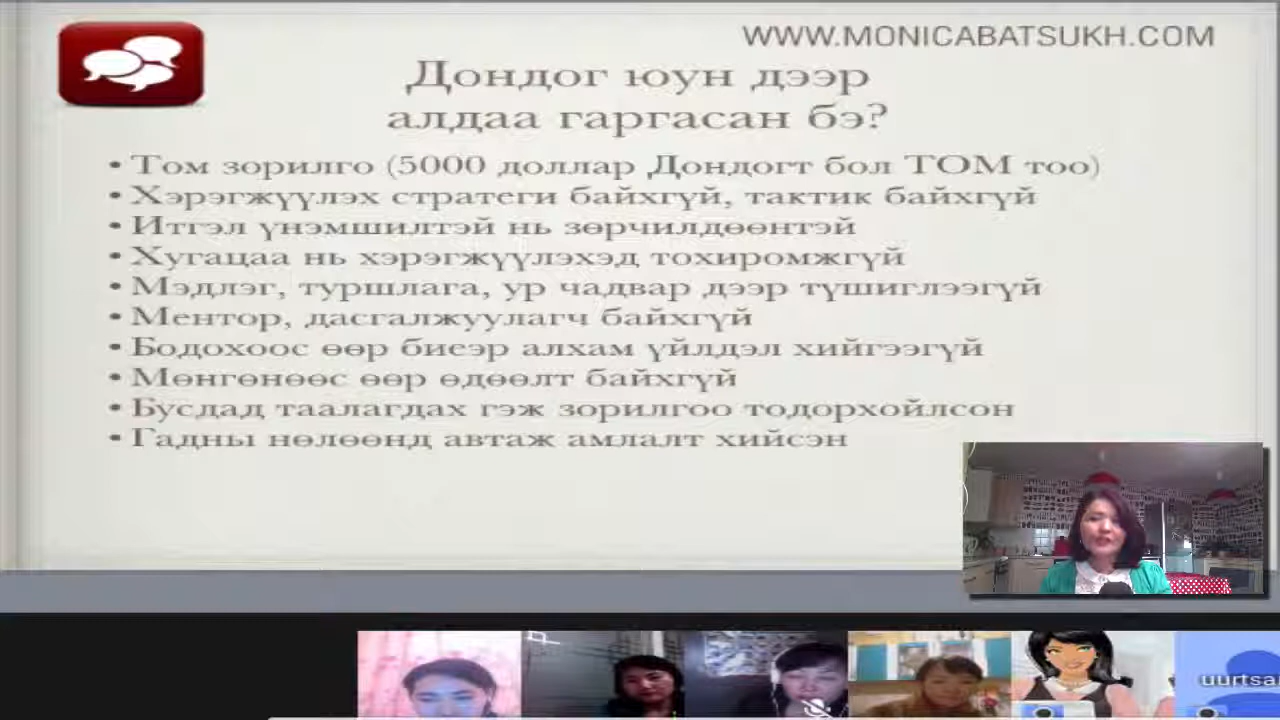 WWW.MONICABATSUKH.COM
Дондог юун дээр
алдаа гаргасан бэ?
• Том зорилго (5000 доллар Дондогт бол ТОМ тоо)
• Хэрэгжүүлэх стратеги байхгүй, тактик байхгүй
• Итгэл үнэмшилтэй нь зөрчилдөөнтэй
• Хугацаа нь хэрэгжүүлэхэд тохиромжгүй
• Мэдлэг, туршлага, ур чадвар дээр түшиглээгүй
• Ментор, дасгалжуулагч байхгүй
• Бодохоос өөр биеэр алхам үйлдэл хийгээгүй
• Мөнгөнөөс өөр өдөөлт байхгүй
• Бусдад таалагдах гэж зорилгоо тодорхойлсон
• Гадны нөлөөнд автаж амлалт хийсэн